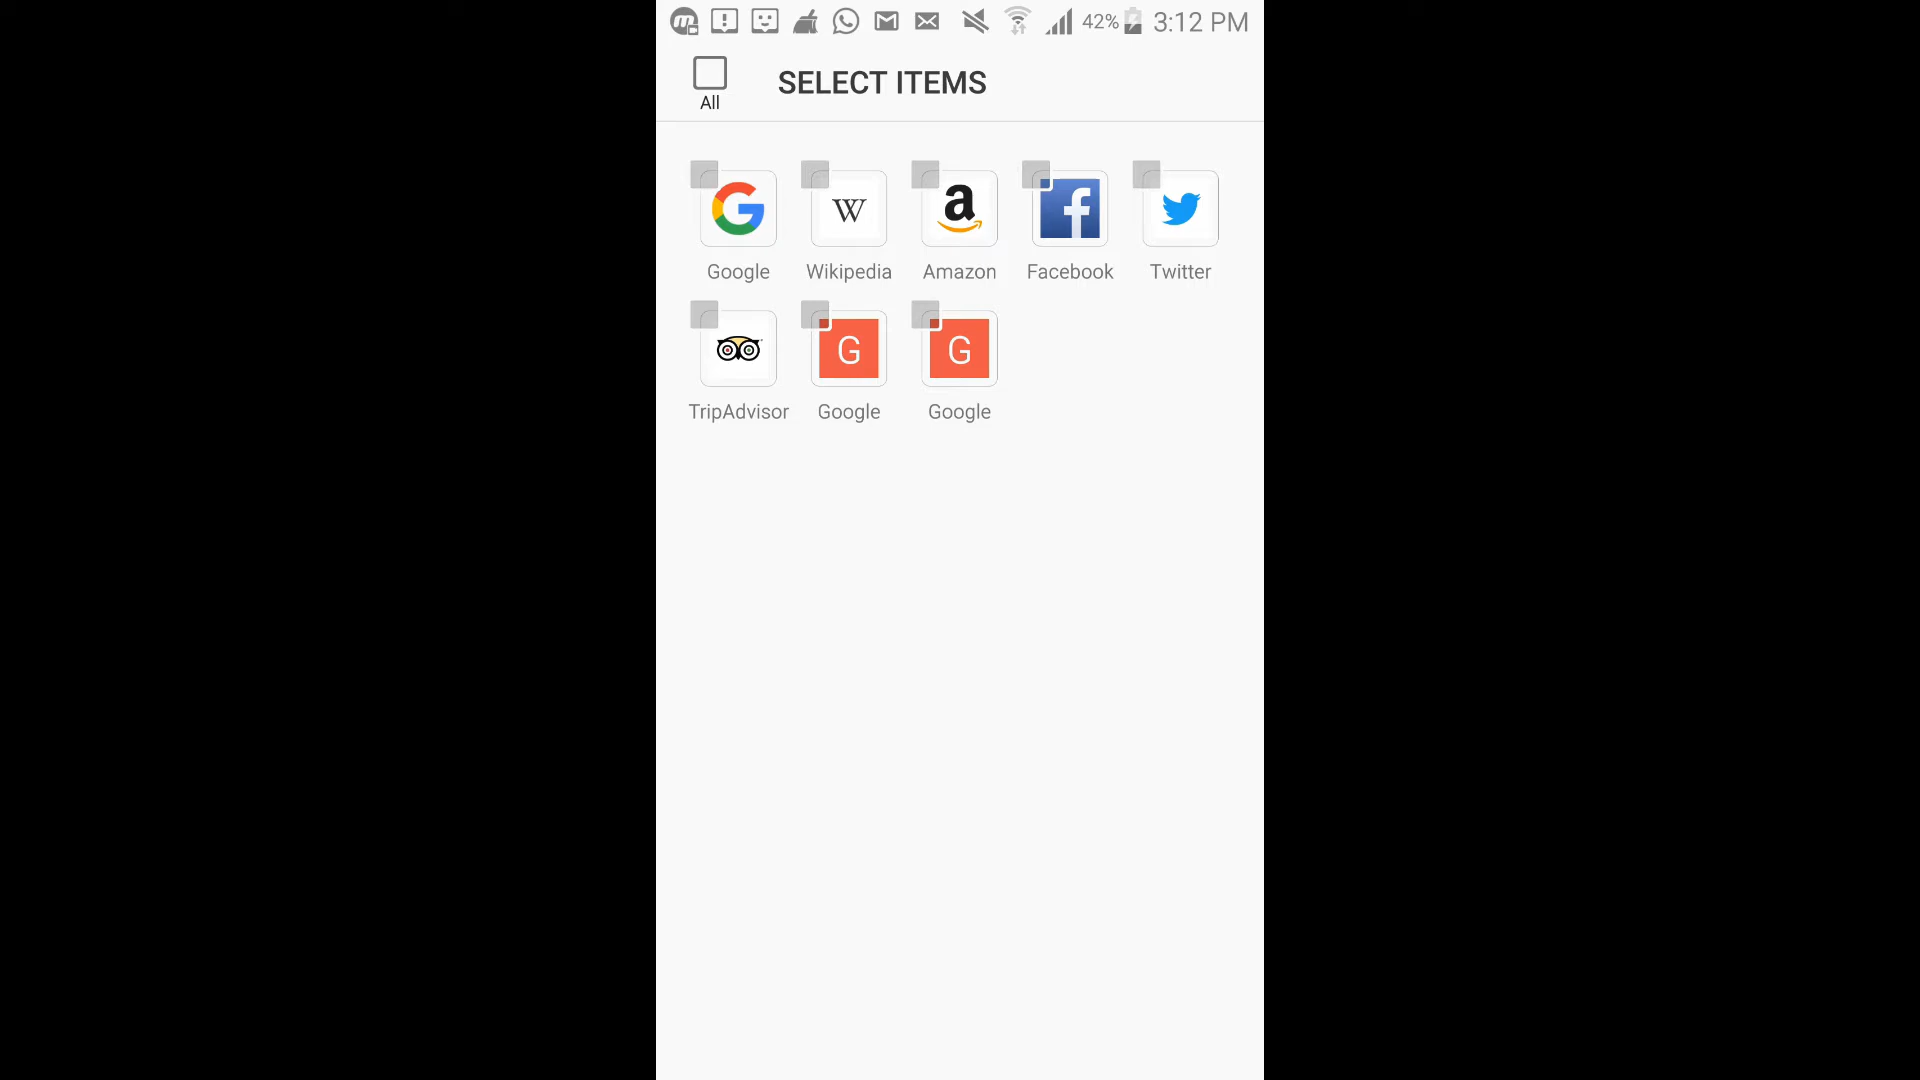 42% 3:12 PM
All
SELECT ITEMS
W a f
Google Wikipedia Amazon Facebook Twitter
G G
TripAdvisor Google Google